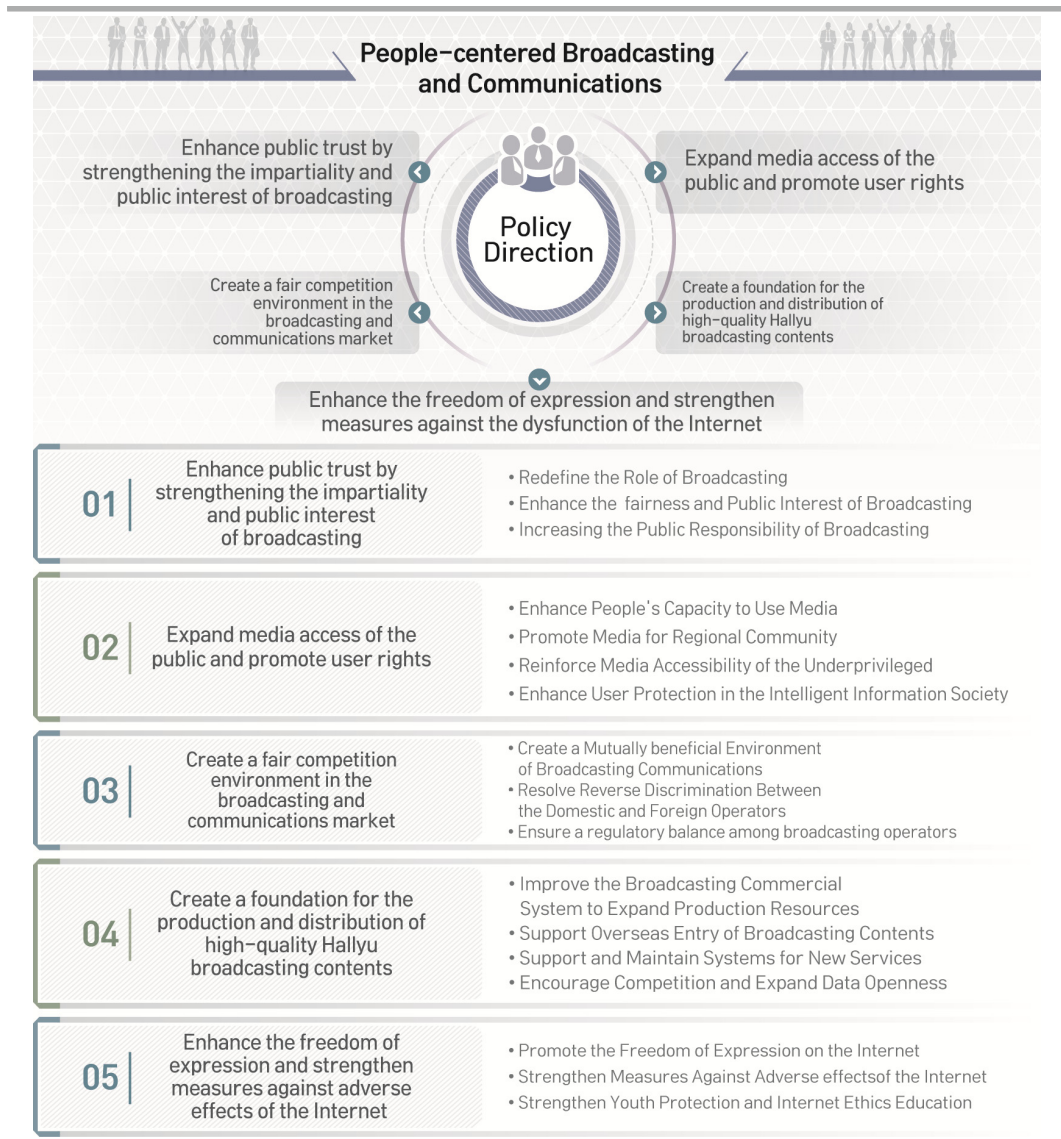 People-centered Broadcasting
and Communications
Enhance public trust by
strengthening the impartiality and
public interest of broadcasting
Expand media access of the
public and promote user rights
Policy
Direction
Create a fair competition
environment in the
broadcasting and
communications market
Create a foundation for the
production and distribution of
high-quality Hallyu
broadcasting contents
Enhance the freedom of expression and strengthen
measures against the dysfunction of the Internet
01
Enhance public trust by
strengthening the impartiality
and public interest
of broadcasting
• Redefine the Role of Broadcasting
• Enhance the fairness and Public Interest of Broadcasting
• Increasing the Public Responsibility of Broadcasting
02
Expand media access of the
public and promote user rights
• Enhance People's Capacity to Use Media
• Promote Media for Regional Community
• Reinforce Media Accessibility of the Underprivileged
• Enhance User Protection in the Intelligent Information Society
03
Create a fair competition
environment in the
broadcasting and
communications market
• Create a Mutually beneficial Environment
of Broadcasting Communications
• Resolve Reverse Discrimination Between
the Domestic and Foreign Operators
• Ensure a regulatory balance among broadcasting operators
04
Create a foundation for the
production and distribution of
high-quality Hallyu
broadcasting contents
• Improve the Broadcasting Commercial
System to Expand Production Resources
• Support Overseas Entry of Broadcasting Contents
• Support and Maintain Systems for New Services
• Encourage Competition and Expand Data Openness
05
Enhance the freedom of
expression and strengthen
measures against adverse
effects of the Internet
• Promote the Freedom of Expression on the Internet
• Strengthen Measures Against Adverse effectsof the Internet
• Strengthen Youth Protection and Internet Ethics Education